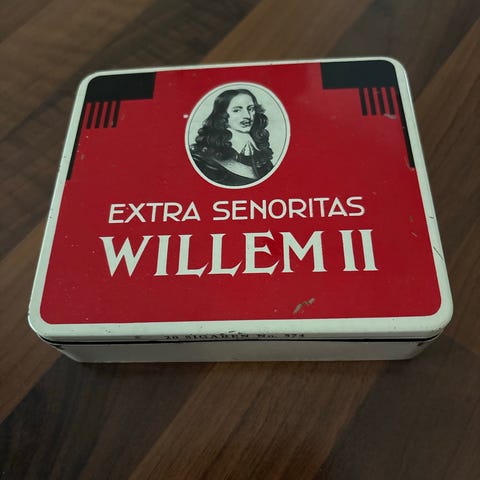 EXTRA SENORITAS
WILLEM II
20 SIGAREN No. 374